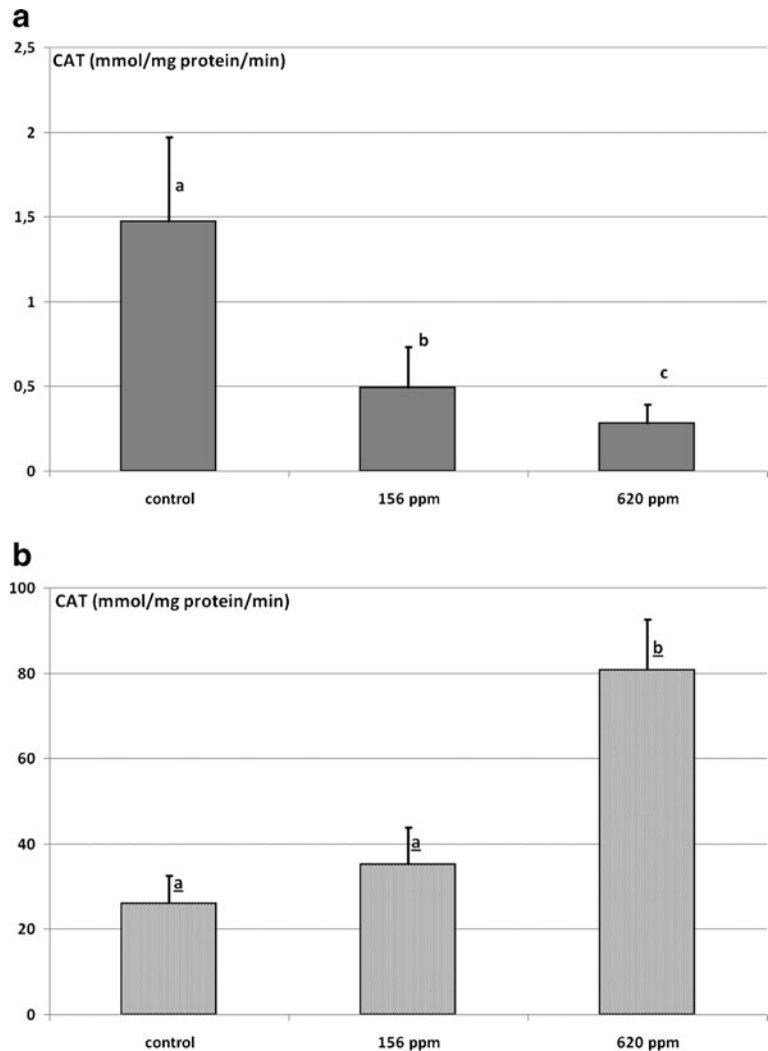 a
CAT (mmol/mg protein/min)
2,5
2
1,5
1
0,5
0
a
b
c
control 156 ppm 620 ppm
b
CAT (mmol/mg protein/min)
100
80
60
40
20
0
a
a
b
control 156 ppm 620 ppm